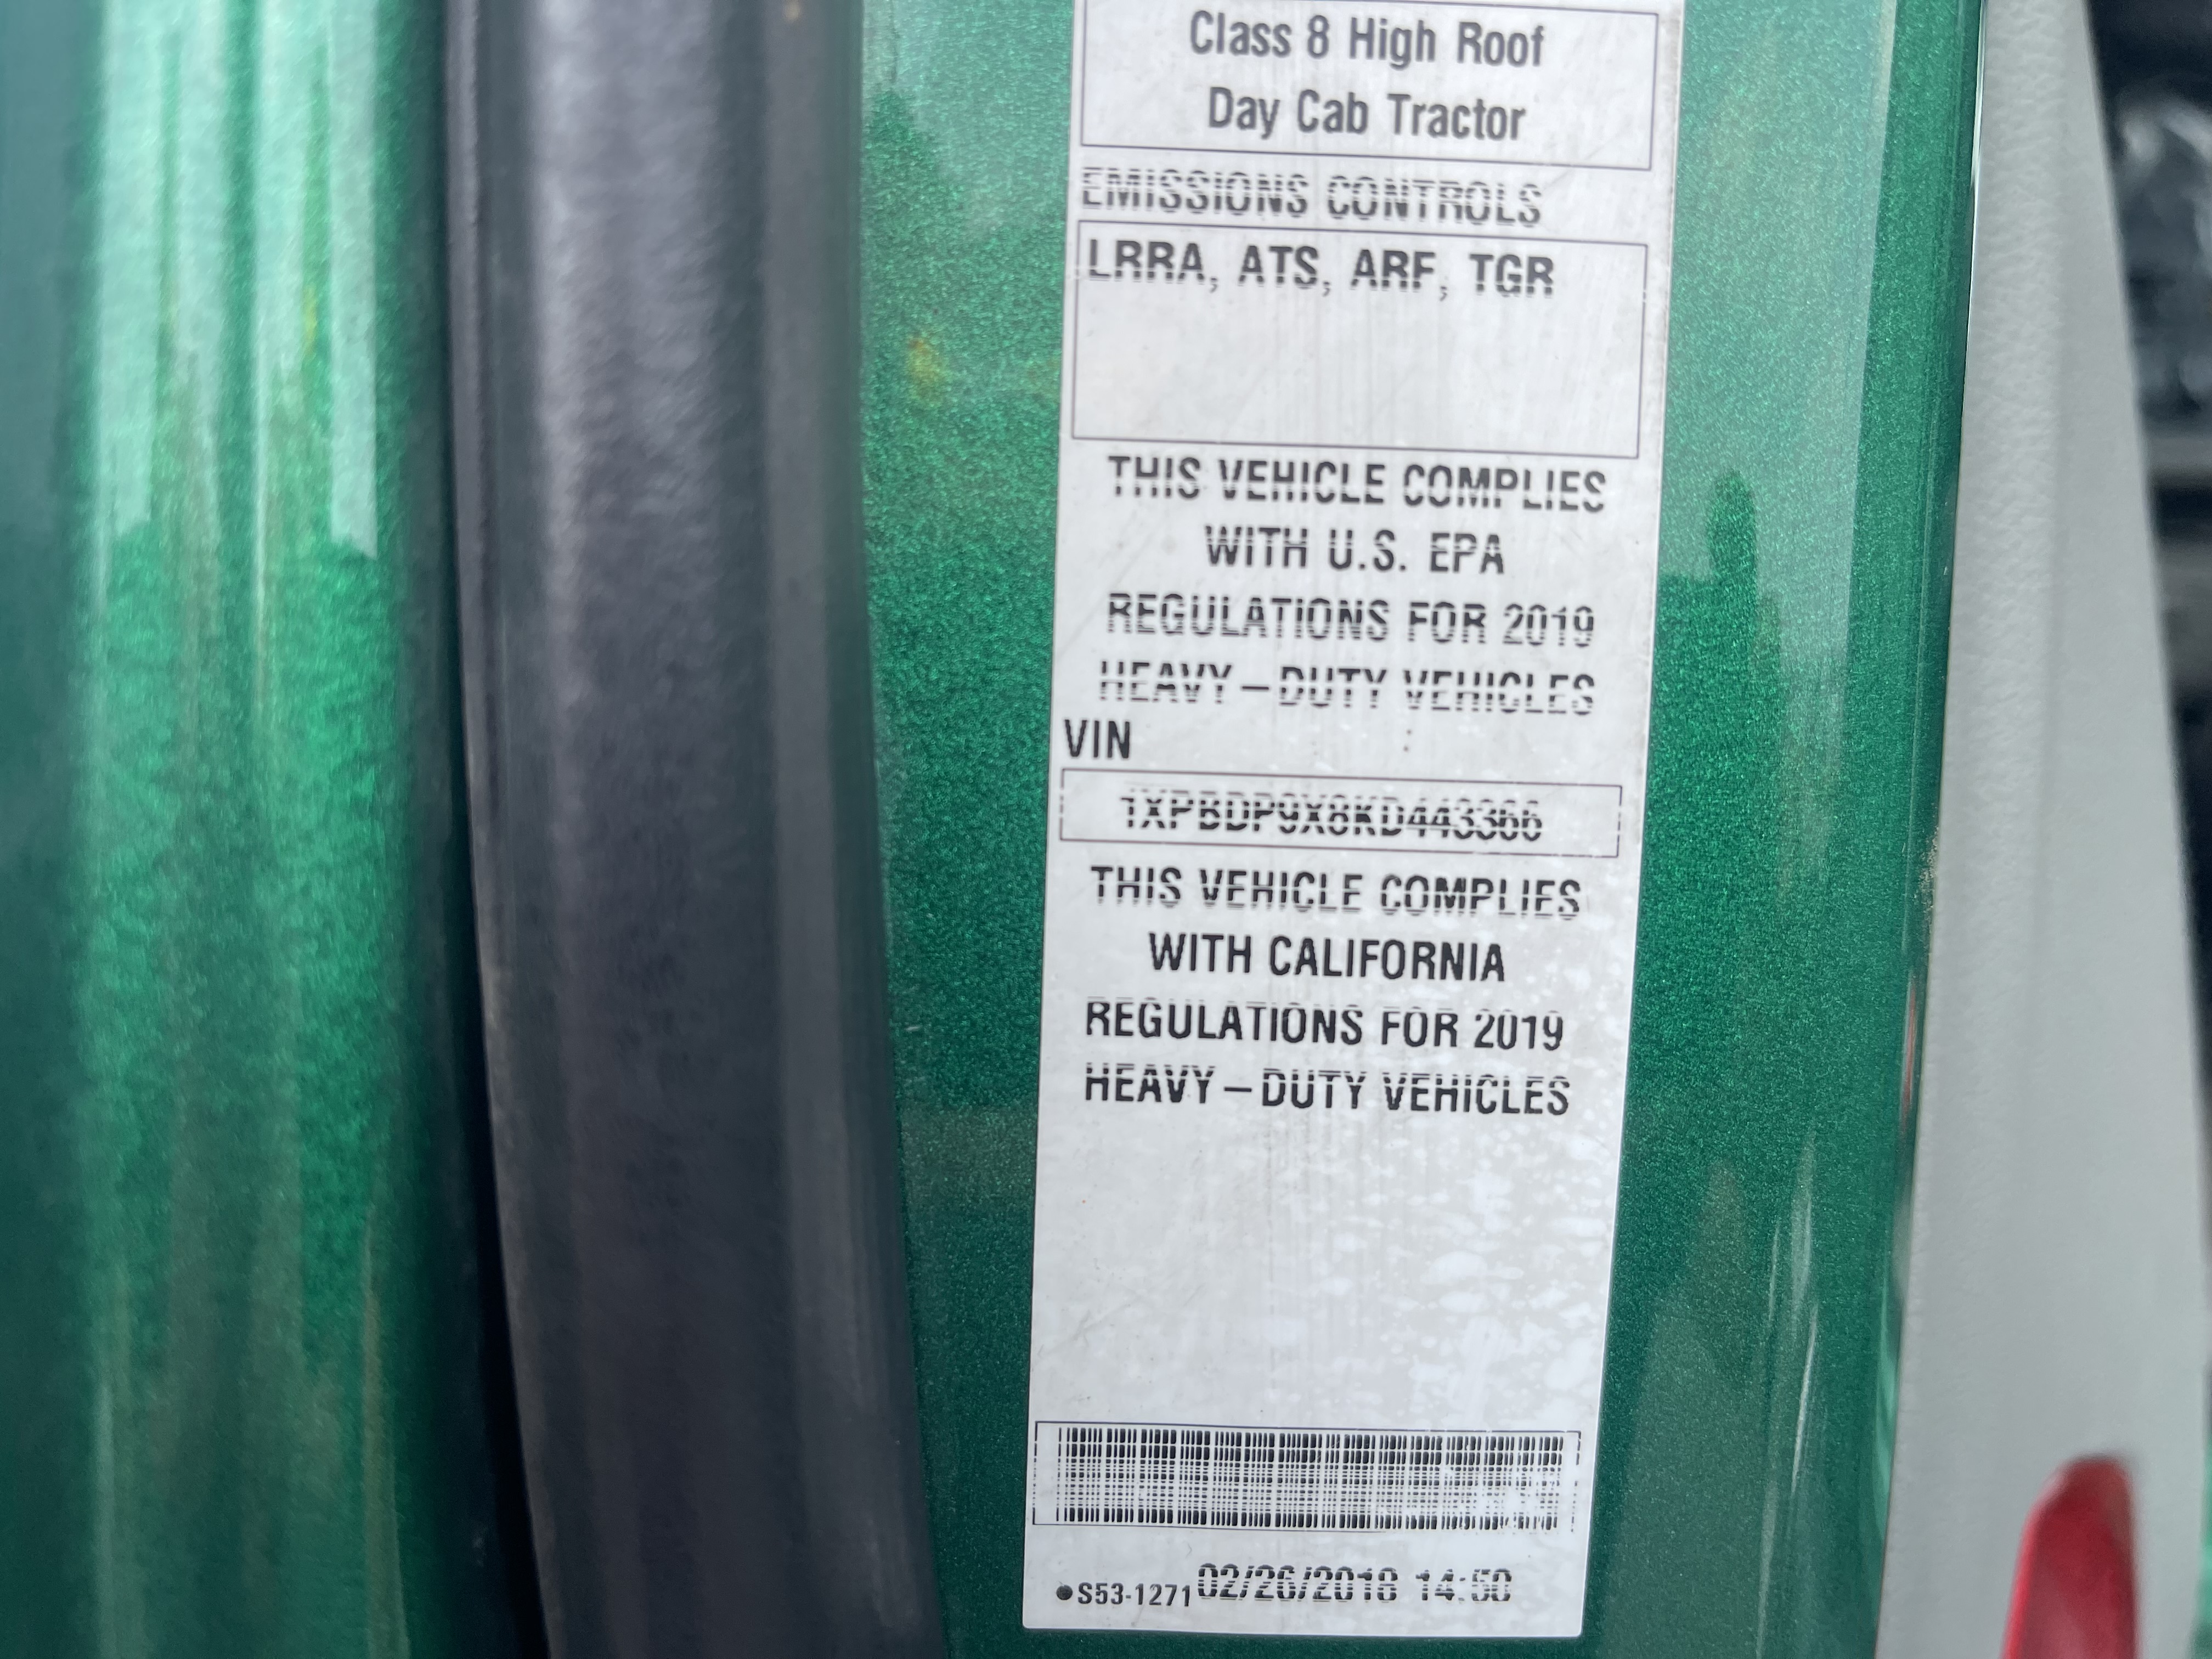 Class 8 High Roof
Day Cab Tractor
EMISSIONS CONTROLS
LRRA, ATS, ARF, TGR
THIS VEHICLE COMPLIES
WITH U.S. EPA
REGULATIONS FOR 2019
HEAVY-DUTY VEHICLES
VIN :
1XPBDP9X8KD443366
THIS VEHICLE COMPLIES
WITH CALIFORNIA
REGULATIONS FOR 2019
HEAVY-DUTY VEHICLES
●S53-1271 02/26/2018 14:50